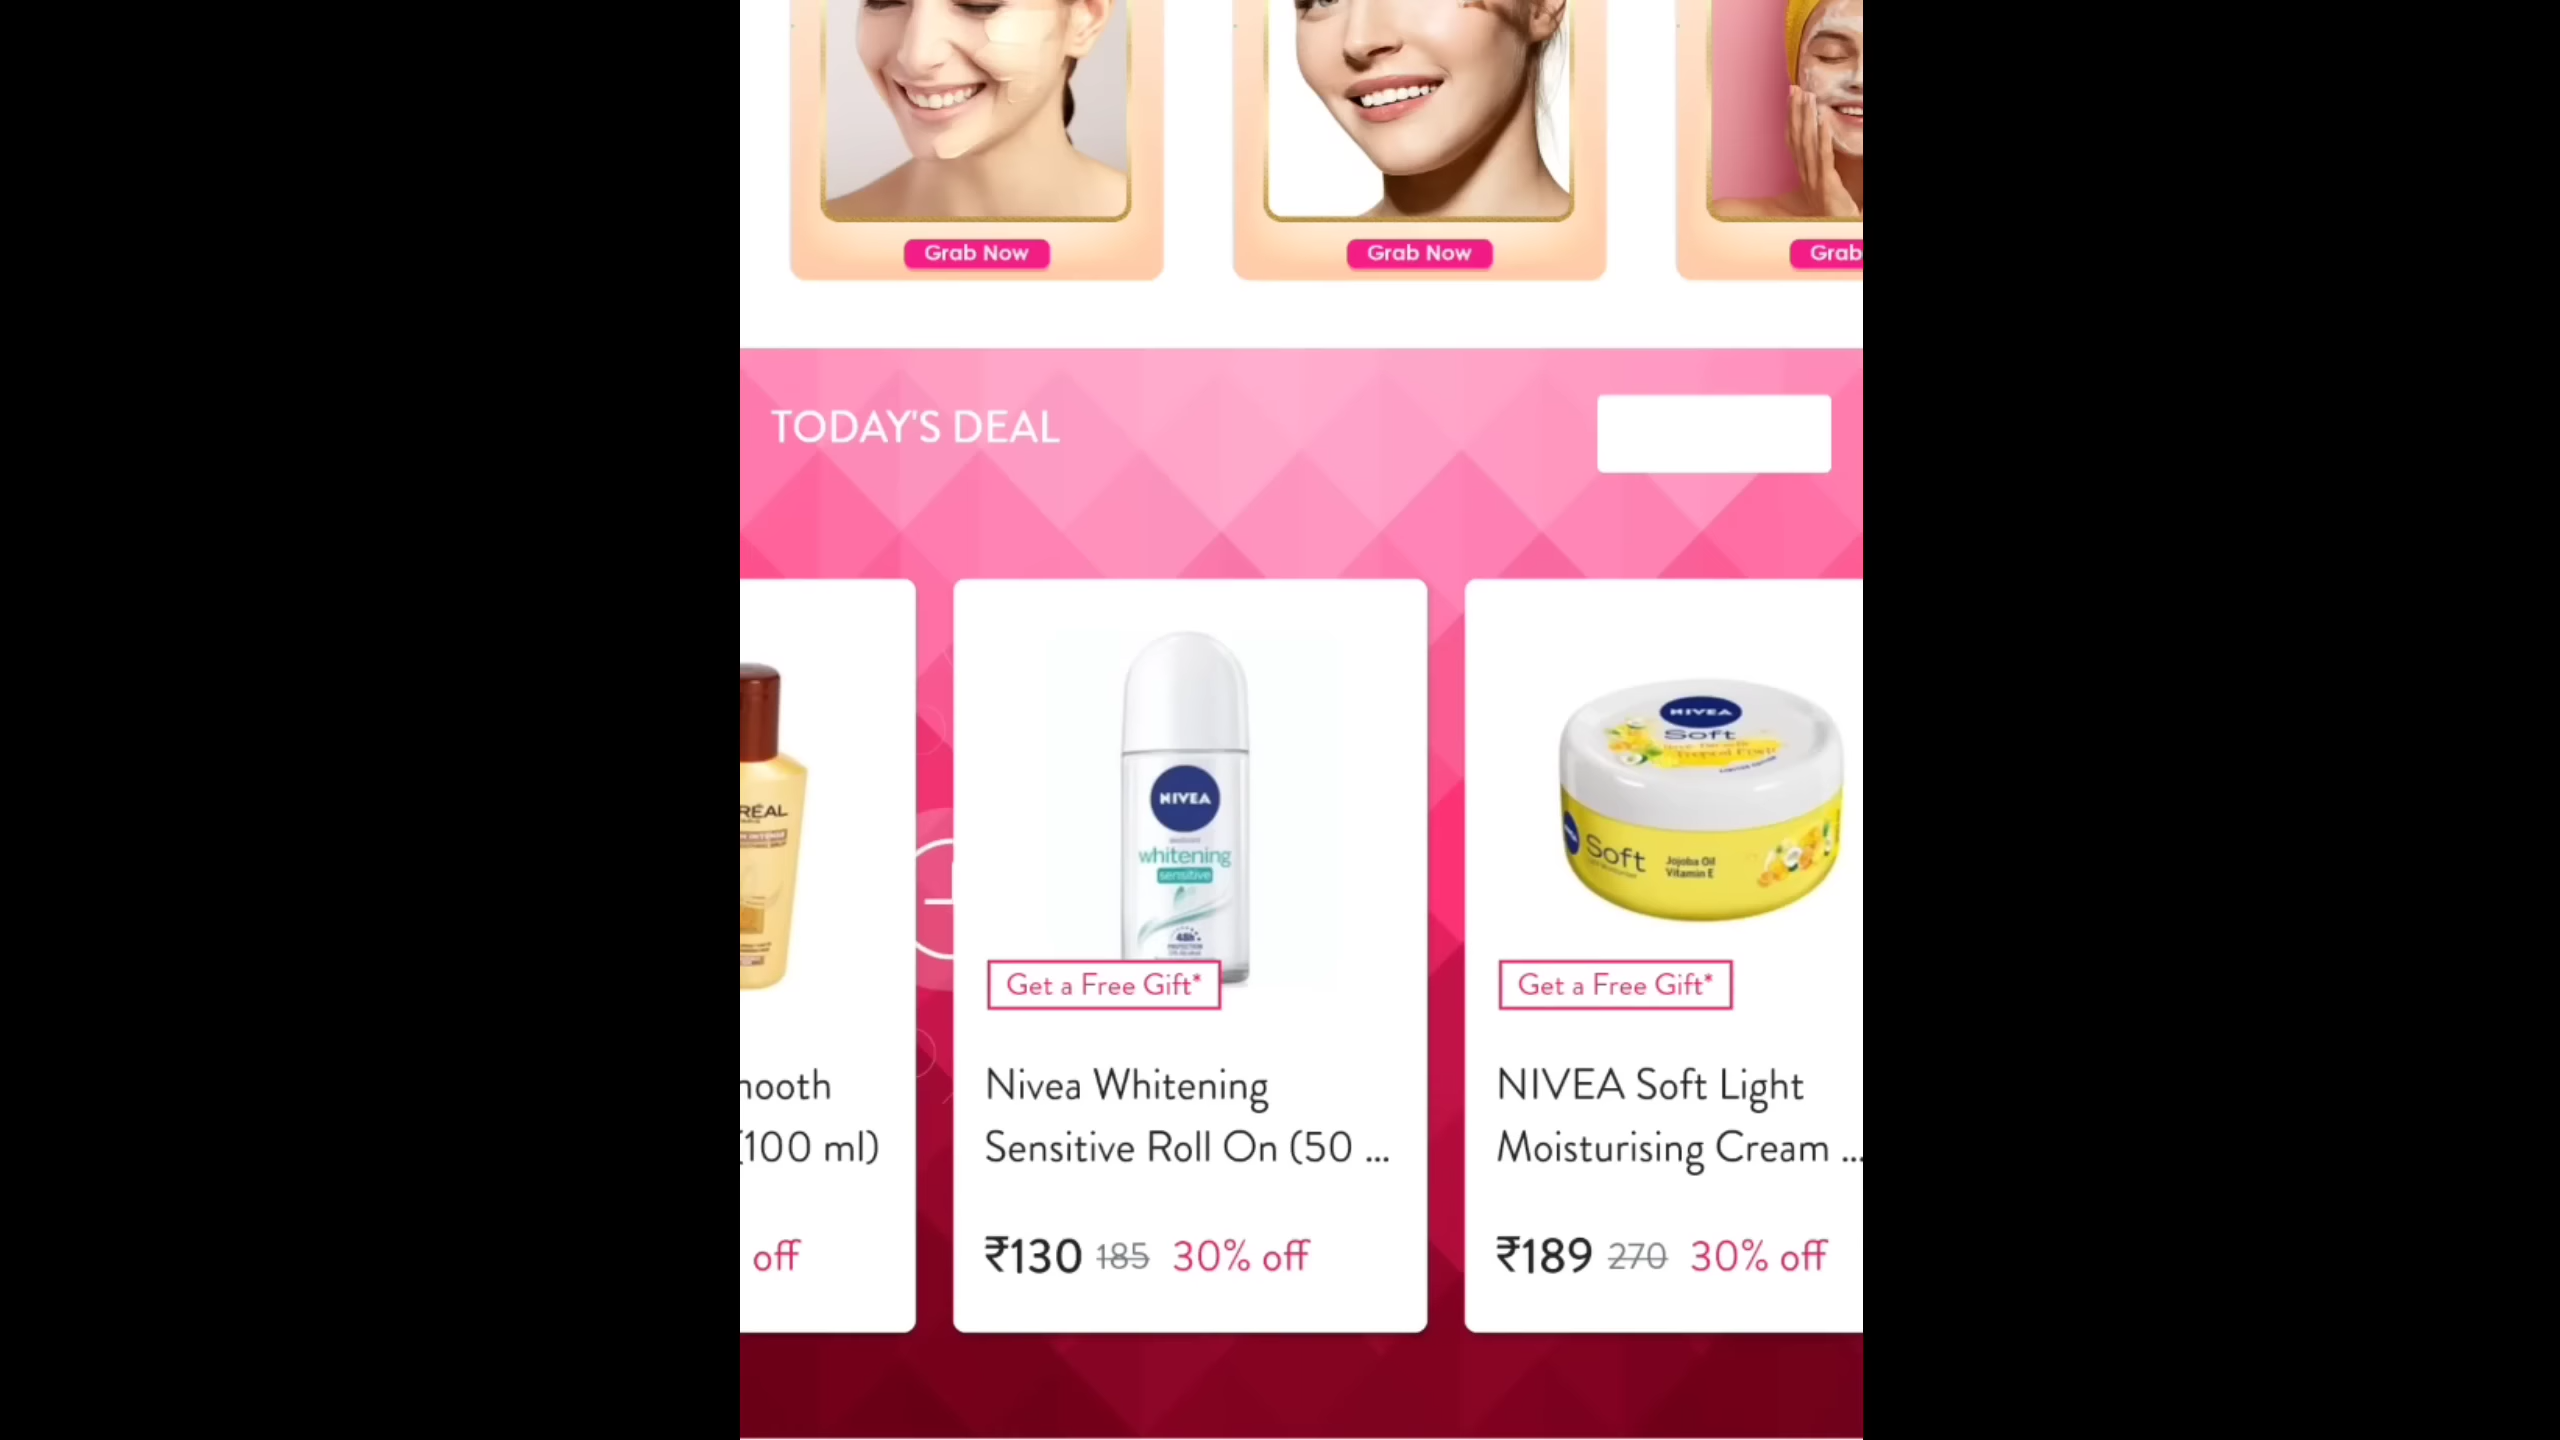 Grab Now
Grab Now
Grab
TODAY'S DEAL
RÉAL
NIVEA
whitening
sensitive
48h
NIVEA
Soft
Soft
Jojoba Oil
Vitamin E
Get a Free Gift*
Get a Free Gift*
nooth
(100 ml)
off
Nivea Whitening
Sensitive Roll On (50 ...
₹130 185 30% off
NIVEA Soft Light
Moisturising Cream ...
₹189 270 30% off